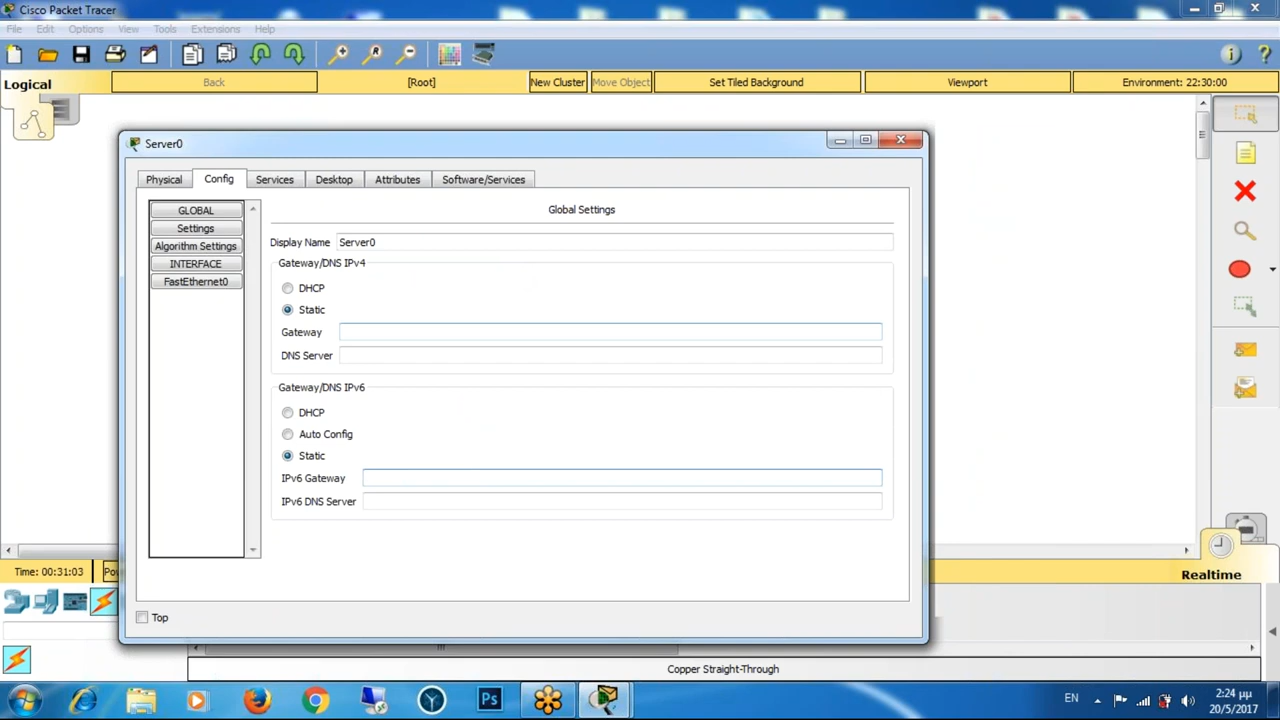 Cisco Packet Tracer
File Edit Options View Tools Extensions Help
Logical Back [Root] New Cluster Move Object Set Tiled Background Viewport Environment: 22:30:00
Server0
Physical Config Services Desktop Attributes Software/Services
GLOBAL
Settings
Algorithm Settings
INTERFACE
FastEthernet0
Global Settings
Display Name Server0
Gateway/DNS IPv4
DHCP
Static
Gateway
DNS Server
Gateway/DNS IPv6
DHCP
Auto Config
Static
IPv6 Gateway
IPv6 DNS Server
Top
Time: 00:31:03
Realtime
Copper Straight-Through
Ps
EN
2:24 μμ
20/5/2017